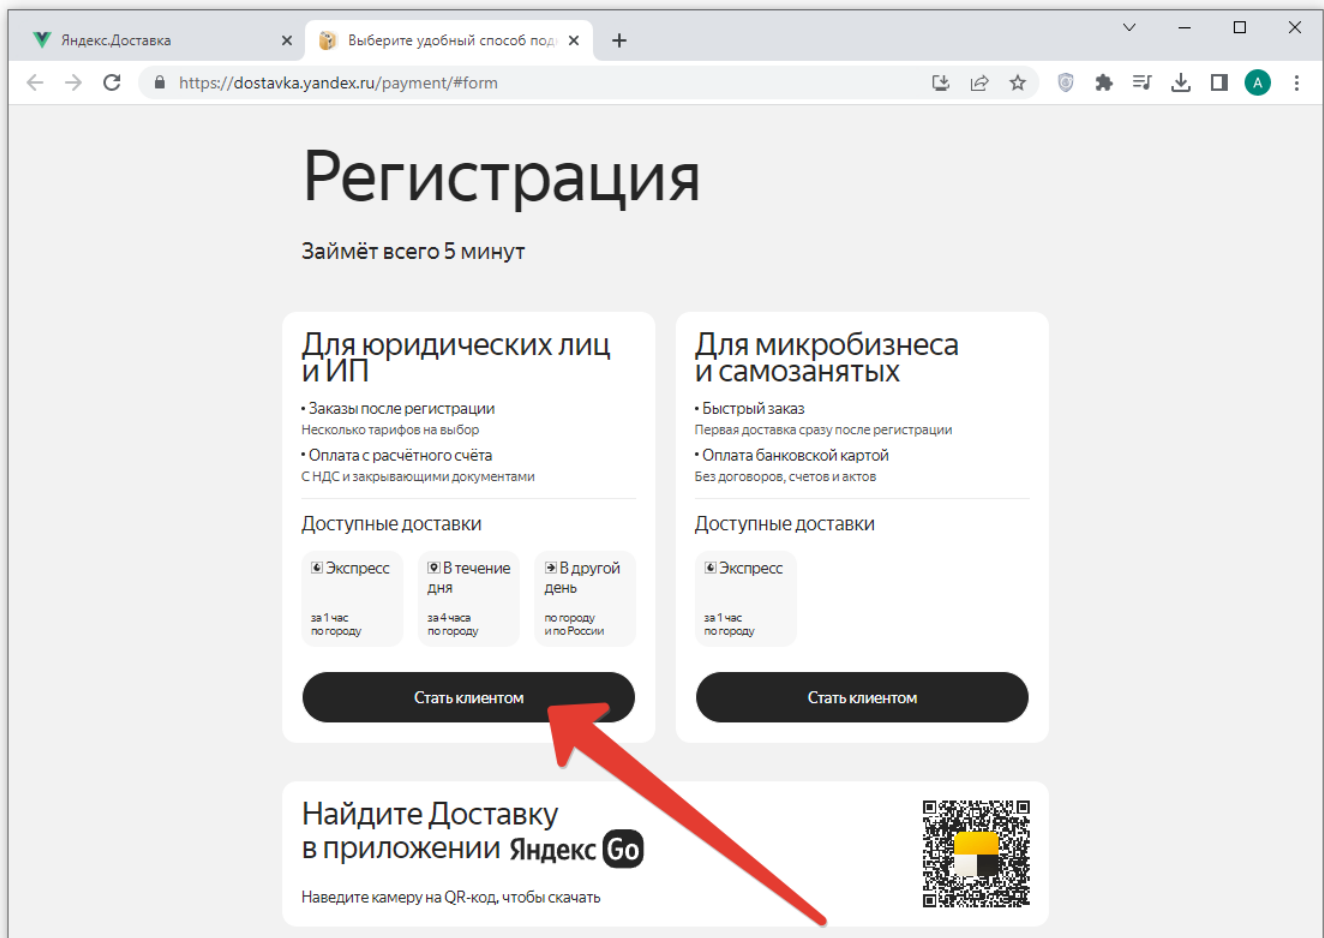 Яндекс.Доставка
Выберите удобный способ под
https://dostavka.yandex.ru/payment/#form
A
Регистрация
Займёт всего 5 минут
Для юридических лиц
и ИП
• Заказы после регистрации
Несколько тарифов на выбор
• Оплата с расчётного счёта
С НДС и закрывающими документами
Доступные доставки
Экспресс
за 1 час
по городу
В течение
дня
за 4 часа
по городу
В другой
день
по городу
и по России
Стать клиентом
Для микробизнеса
и самозанятых
• Быстрый заказ
Первая доставка сразу после регистрации
• Оплата банковской картой
Без договоров, счетов и актов
Доступные доставки
Экспресс
за 1 час
по городу
Стать клиентом
Найдите Доставку
в приложении Яндекс Go
Наведите камеру на QR-код, чтобы скачать